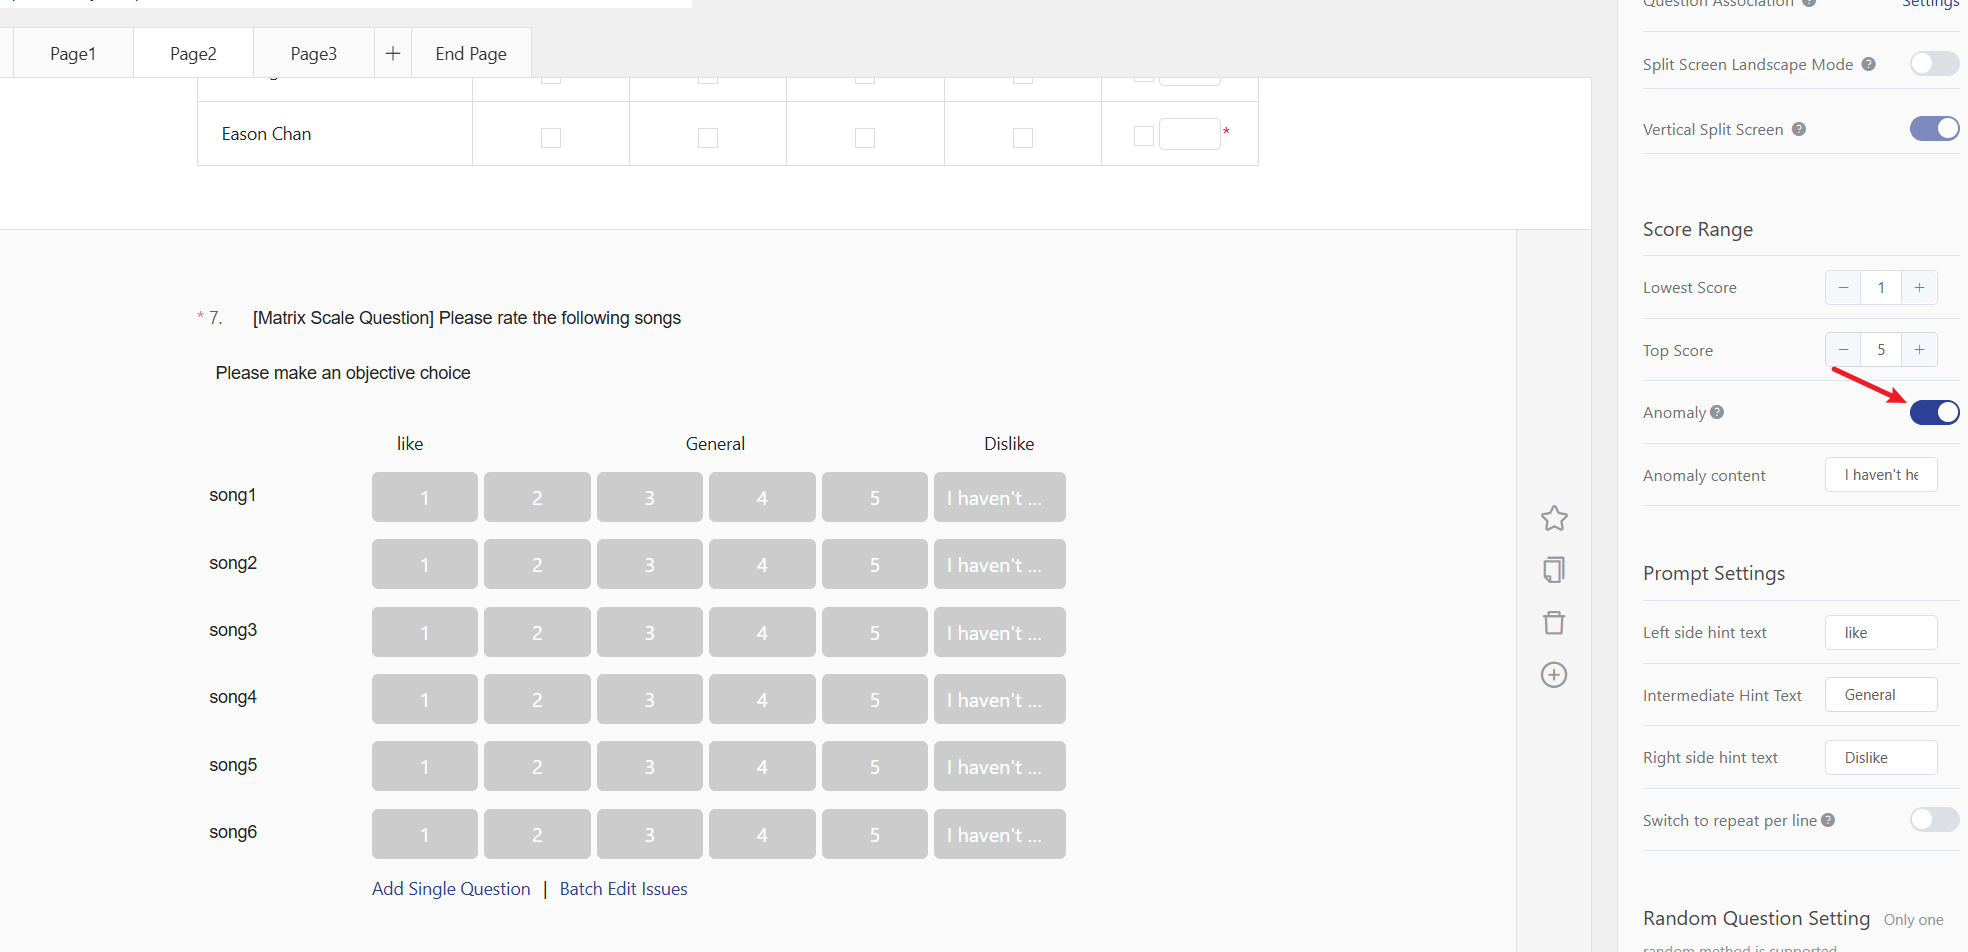 Page1 Page2 Page3 + End Page
Eason Chan *
* 7. [Matrix Scale Question] Please rate the following songs
Please make an objective choice
like General Dislike
song1 1 2 3 4 5 I haven't ...
song2 1 2 3 4 5 I haven't ...
song3 1 2 3 4 5 I haven't ...
song4 1 2 3 4 5 I haven't ...
song5 1 2 3 4 5 I haven't ...
song6 1 2 3 4 5 I haven't ...
Add Single Question | Batch Edit Issues
Question Association ? Settings
Split Screen Landscape Mode ?
Vertical Split Screen ?
Score Range
Lowest Score − 1 +
Top Score − 5 +
Anomaly ?
Anomaly content I haven't he
Prompt Settings
Left side hint text like
Intermediate Hint Text General
Right side hint text Dislike
Switch to repeat per line ?
Random Question Setting Only one
random method is supported